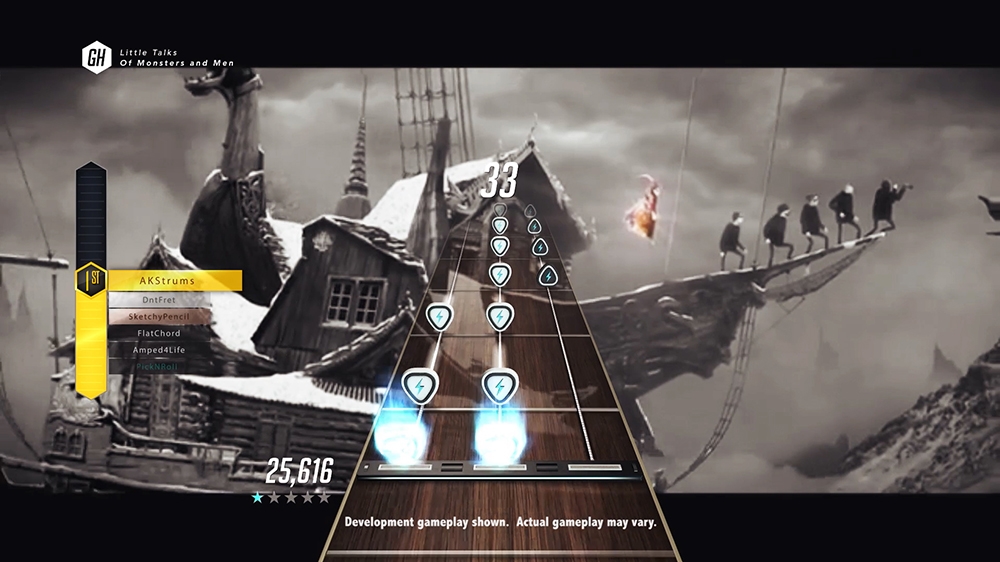 GH
Little Talks
Of Monsters and Men
33
1ST
AKStrums
DntFret
SketchyPencil
FlatChord
Amped4Life
PickNRoll
25,616
Development gameplay shown. Actual gameplay may vary.